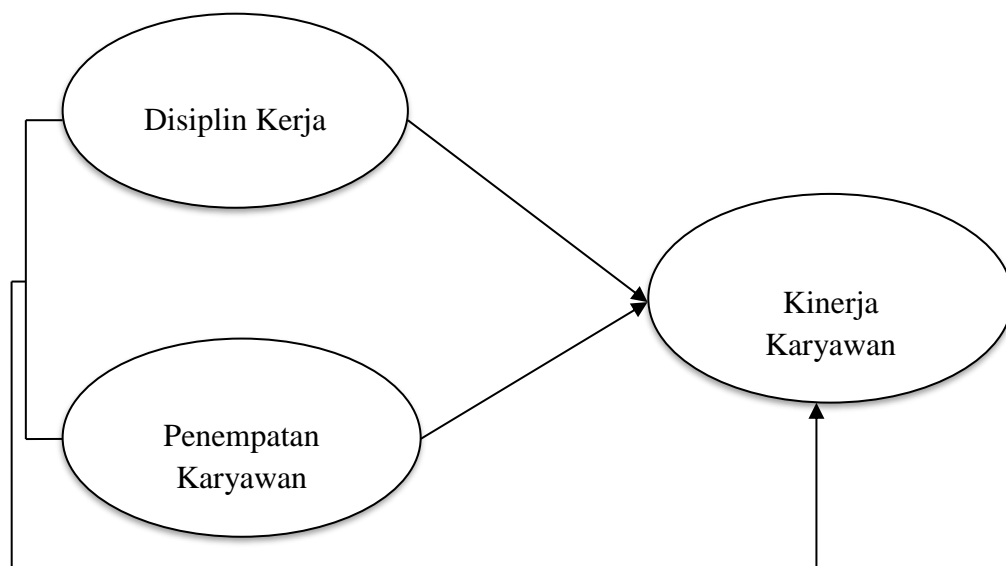 Disiplin Kerja
Kinerja
Karyawan
Penempatan
Karyawan